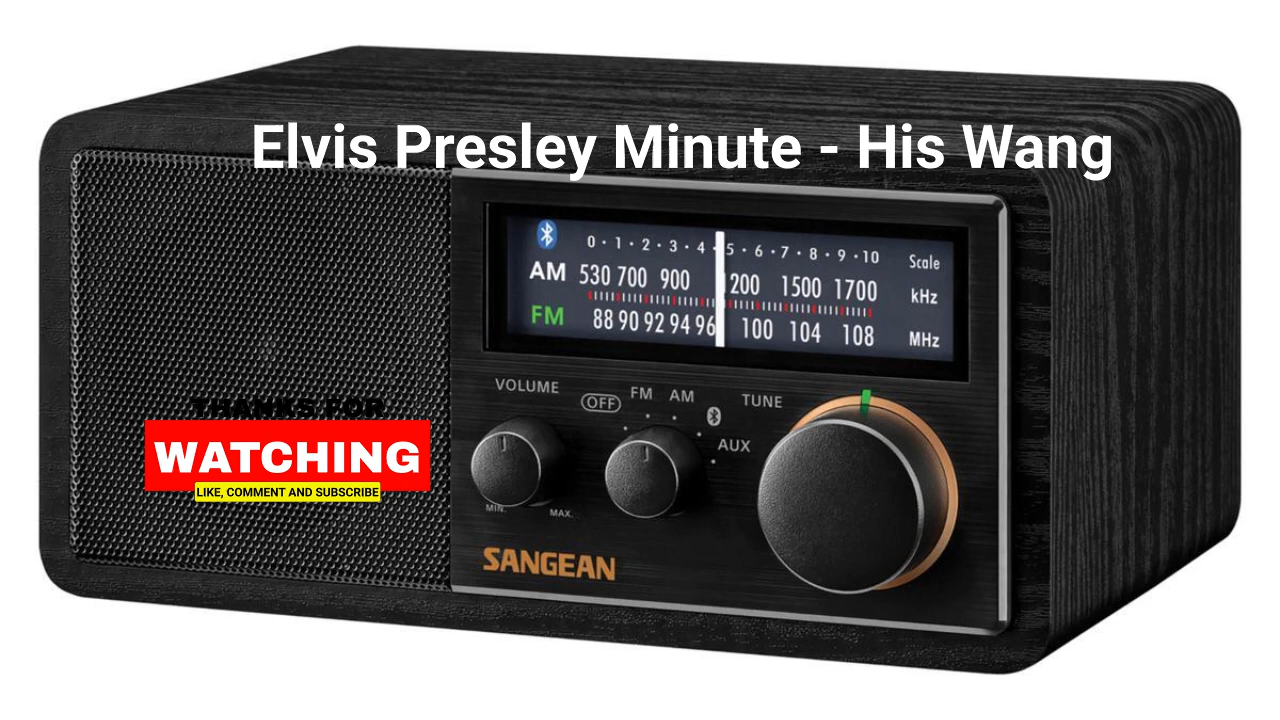 Elvis Presley Minute - His Wang
0 · 1 · 2 · 3 · 4 · 5 · 6 · 7 · 8 · 9 · 10 Scale
AM 530 700 900 1200 1500 1700 kHz
FM 88 90 92 94 96 100 104 108 MHz
VOLUME
OFF
FM AM
TUNE
AUX
MIN.
MAX.
SANGEAN
THANKS FOR
WATCHING
LIKE, COMMENT AND SUBSCRIBE